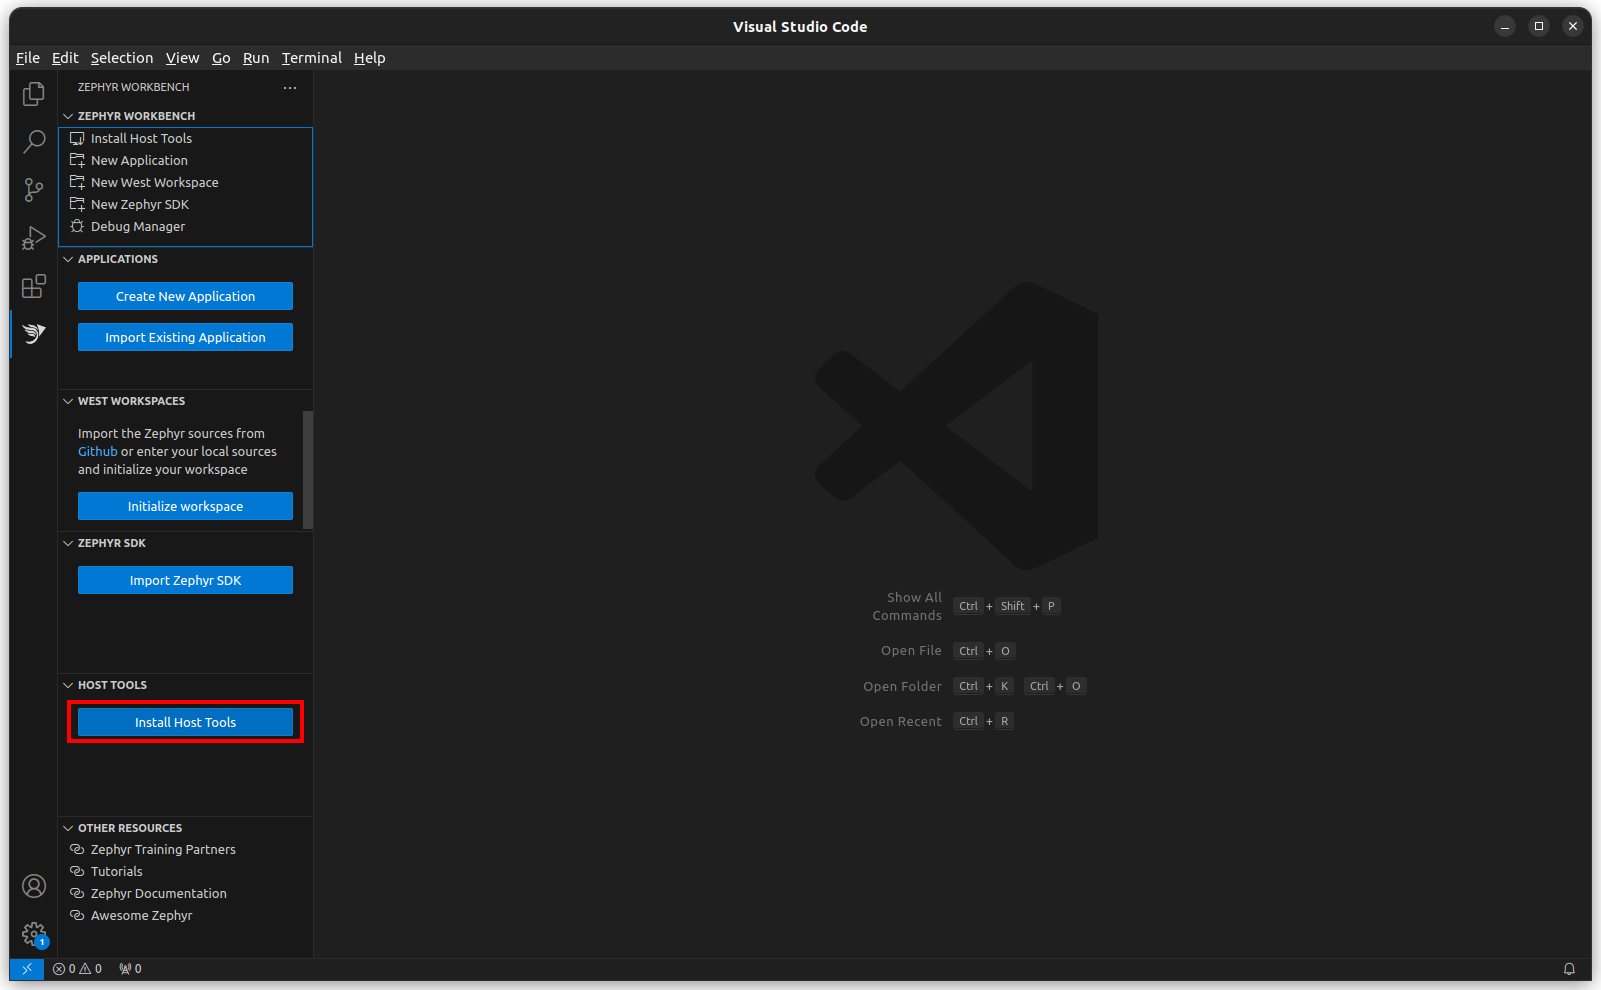 Visual Studio Code
File Edit Selection View Go Run Terminal Help
ZEPHYR WORKBENCH
ZEPHYR WORKBENCH
Install Host Tools
New Application
New West Workspace
New Zephyr SDK
Debug Manager
APPLICATIONS
Create New Application
Import Existing Application
WEST WORKSPACES
Import the Zephyr sources from
Github or enter your local sources
and initialize your workspace
Initialize workspace
ZEPHYR SDK
Import Zephyr SDK
HOST TOOLS
Install Host Tools
OTHER RESOURCES
Zephyr Training Partners
Tutorials
Zephyr Documentation
Awesome Zephyr
1
0 0 0
Show All
Commands Ctrl + Shift + P
Open File Ctrl + O
Open Folder Ctrl + K Ctrl + O
Open Recent Ctrl + R